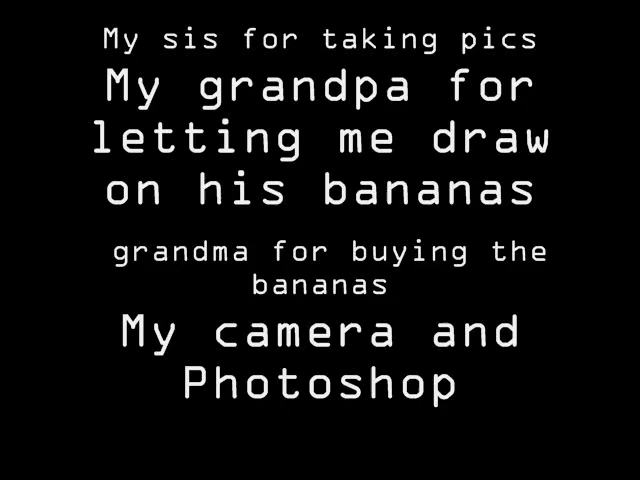 My sis for taking pics
My grandpa for
letting me draw
on his bananas
grandma for buying the
bananas
My camera and
Photoshop